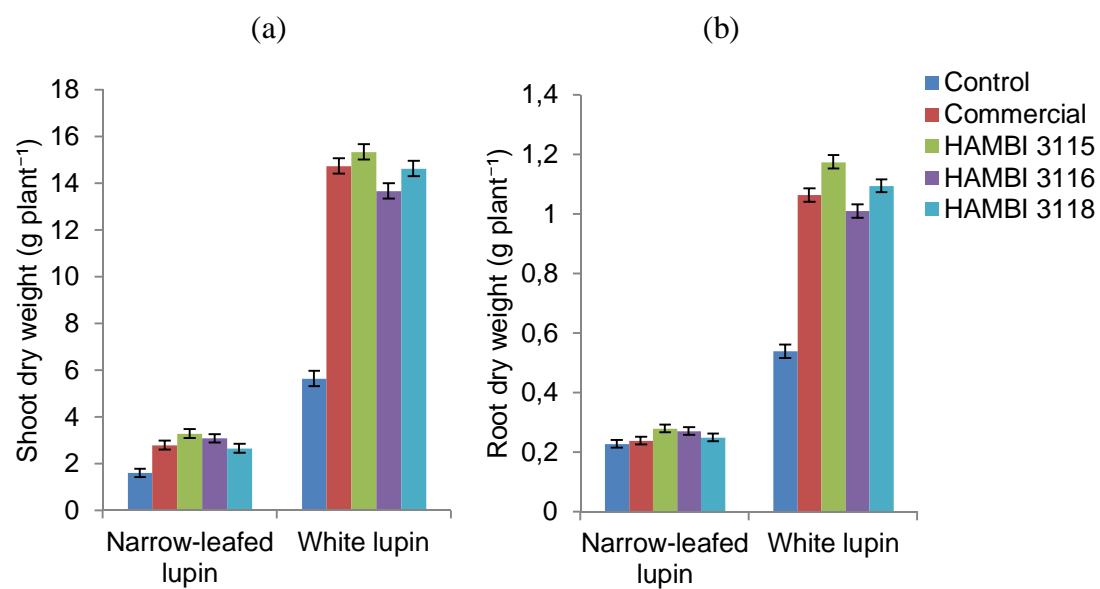 (a)
(b)
Shoot dry weight (g plant⁻¹)
18
16
14
12
10
8
6
4
2
0
Narrow-leafed
lupin
White lupin
Root dry weight (g plant⁻¹)
1,4
1,2
1
0,8
0,6
0,4
0,2
0
Narrow-leafed
lupin
White lupin
Control
Commercial
HAMBI 3115
HAMBI 3116
HAMBI 3118